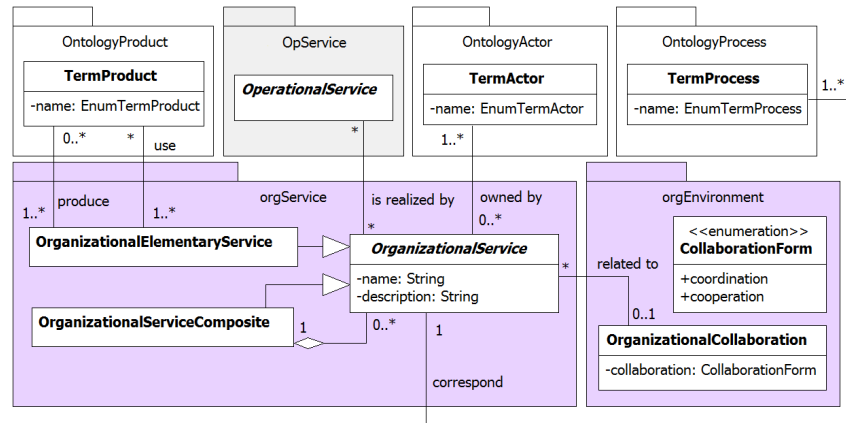 OntologyProduct
OpService
OntologyActor
OntologyProcess
TermProduct
-name: EnumTermProduct
OperationalService
TermActor
-name: EnumTermActor
TermProcess
-name: EnumTermProcess
1..*
0..*
*
use
*
1..*
produce
orgService
is realized by
owned by
orgEnvironment
1..*
1..*
*
0..*
OrganizationalElementaryService
OrganizationalService
-name: String
-description: String
*
related to
<<enumeration>>
CollaborationForm
+coordination
+cooperation
OrganizationalServiceComposite
1
0..*
1
0..1
OrganizationalCollaboration
-collaboration: CollaborationForm
correspond